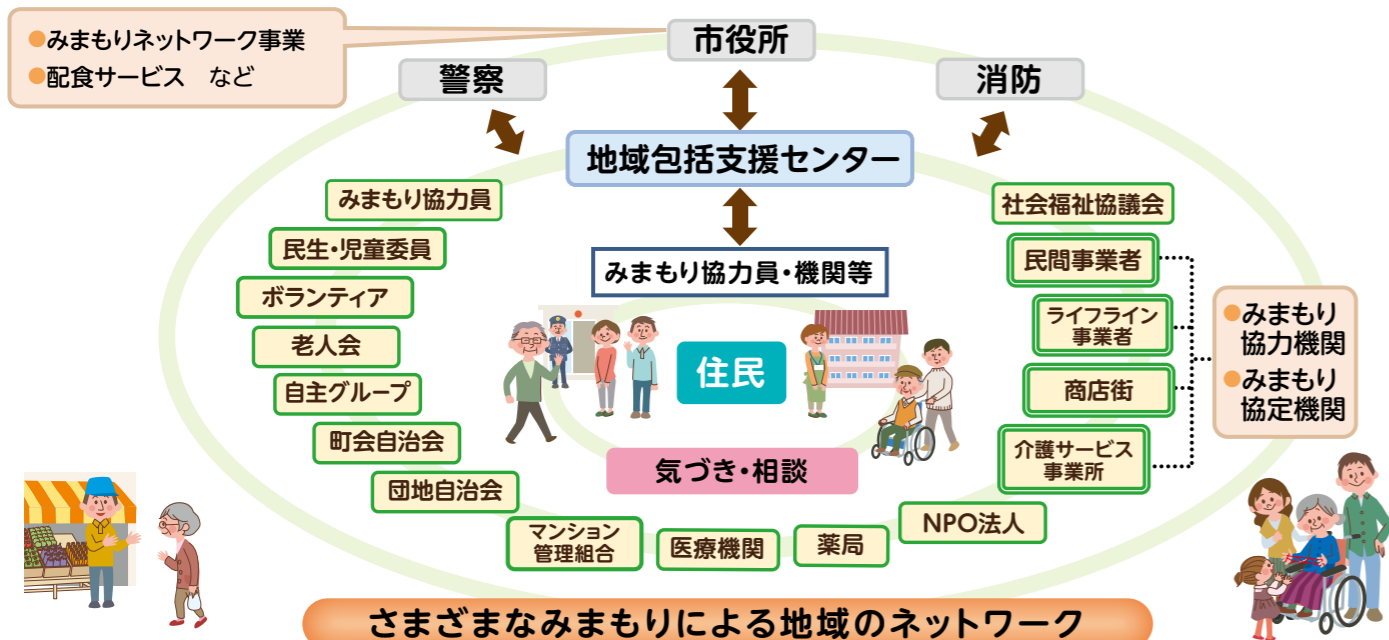 ●みまもりネットワーク事業
●配食サービス　など
市役所
警察
消防
地域包括支援センター
みまもり協力員・機関等
住民
気づき・相談
みまもり協力員
民生・児童委員
ボランティア
老人会
自主グループ
町会自治会
団地自治会
マンション
管理組合
医療機関
薬局
NPO法人
社会福祉協議会
民間事業者
ライフライン
事業者
商店街
介護サービス
事業所
●みまもり
協力機関
●みまもり
協定機関
さまざまなみまもりによる地域のネットワーク